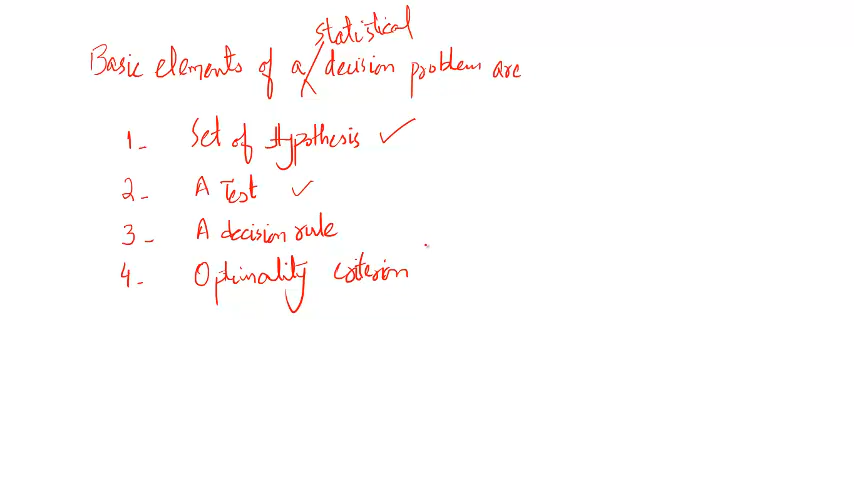 Basic elements of a statistical decision problem are
1- Set of Hypothesis ✓
2- A Test ✓
3- A decision rule
4- Optimality criterion